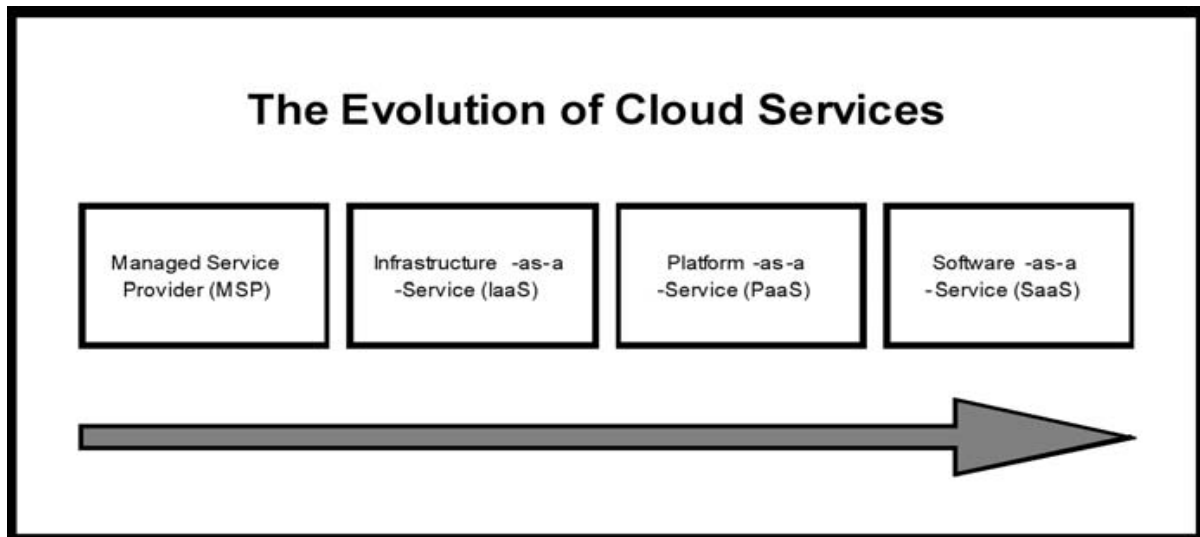 The Evolution of Cloud Services
Managed Service
Provider (MSP)
Infrastructure -as-a
-Service (IaaS)
Platform -as-a
-Service (PaaS)
Software -as-a
-Service (SaaS)